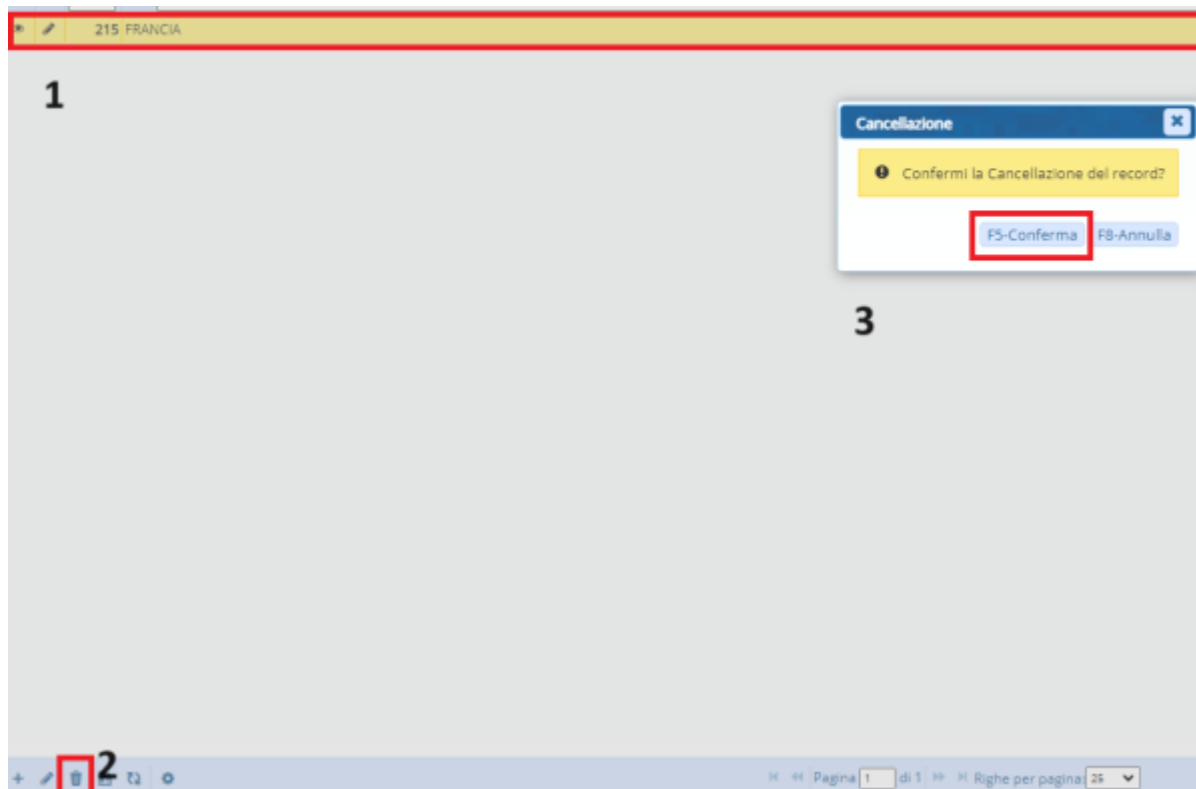 215 FRANCIA
1
Cancellazione
Confermi la Cancellazione del record?
F5-Conferma F8-Annulla
3
2
Pagina 1 di 1 Righe per pagina: 25